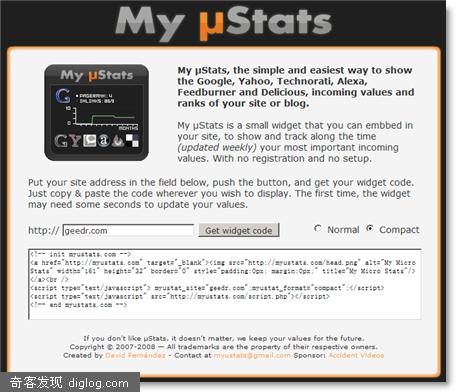 My µStats
My µStats
PAGERANK: 4
INLINKS: 86/0
10
0
MONTHS
My µStats, the simple and easiest way to show
the Google, Yahoo, Technorati, Alexa,
Feedburner and Delicious, incoming values and
ranks of your site or blog.
My µStats is a small widget that you can embbed in
your site, to show and track along the time
(updated weekly) your most important incoming
values. With no registration and no setup.
Put your site address in the field below, push the button, and get your widget code.
Just copy & paste the code wherever you wish to display. The first time, the widget
may need some seconds to update your values.
http:// geedr.com Get widget code Normal Compact
<!-- init myustats.com -->
<a href="http://myustats.com" target="_blank"><img src="http://myustats.com/head.png" alt="My Micro
Stats" width="161" height="32" border="0" style="padding:0px; margin:0px;" title="My Micro Stats"/>
</a><br />
<script type="text/javascript"> myustat_site="geedr.com";myustat_format="compact";</script>
<script type="text/javascript" src="http://myustats.com/script.php"></script>
<!-- end myustats.com -->
If you don't like µStats, it doesn't matter, we keep your values for the future.
Copyright © 2007-2008 — All trademarks are the property of their respective owners.
Created by David Fernández - Contact at myustats@gmail.com Sponsor: Accident Videos
奇客发现 diglog.com